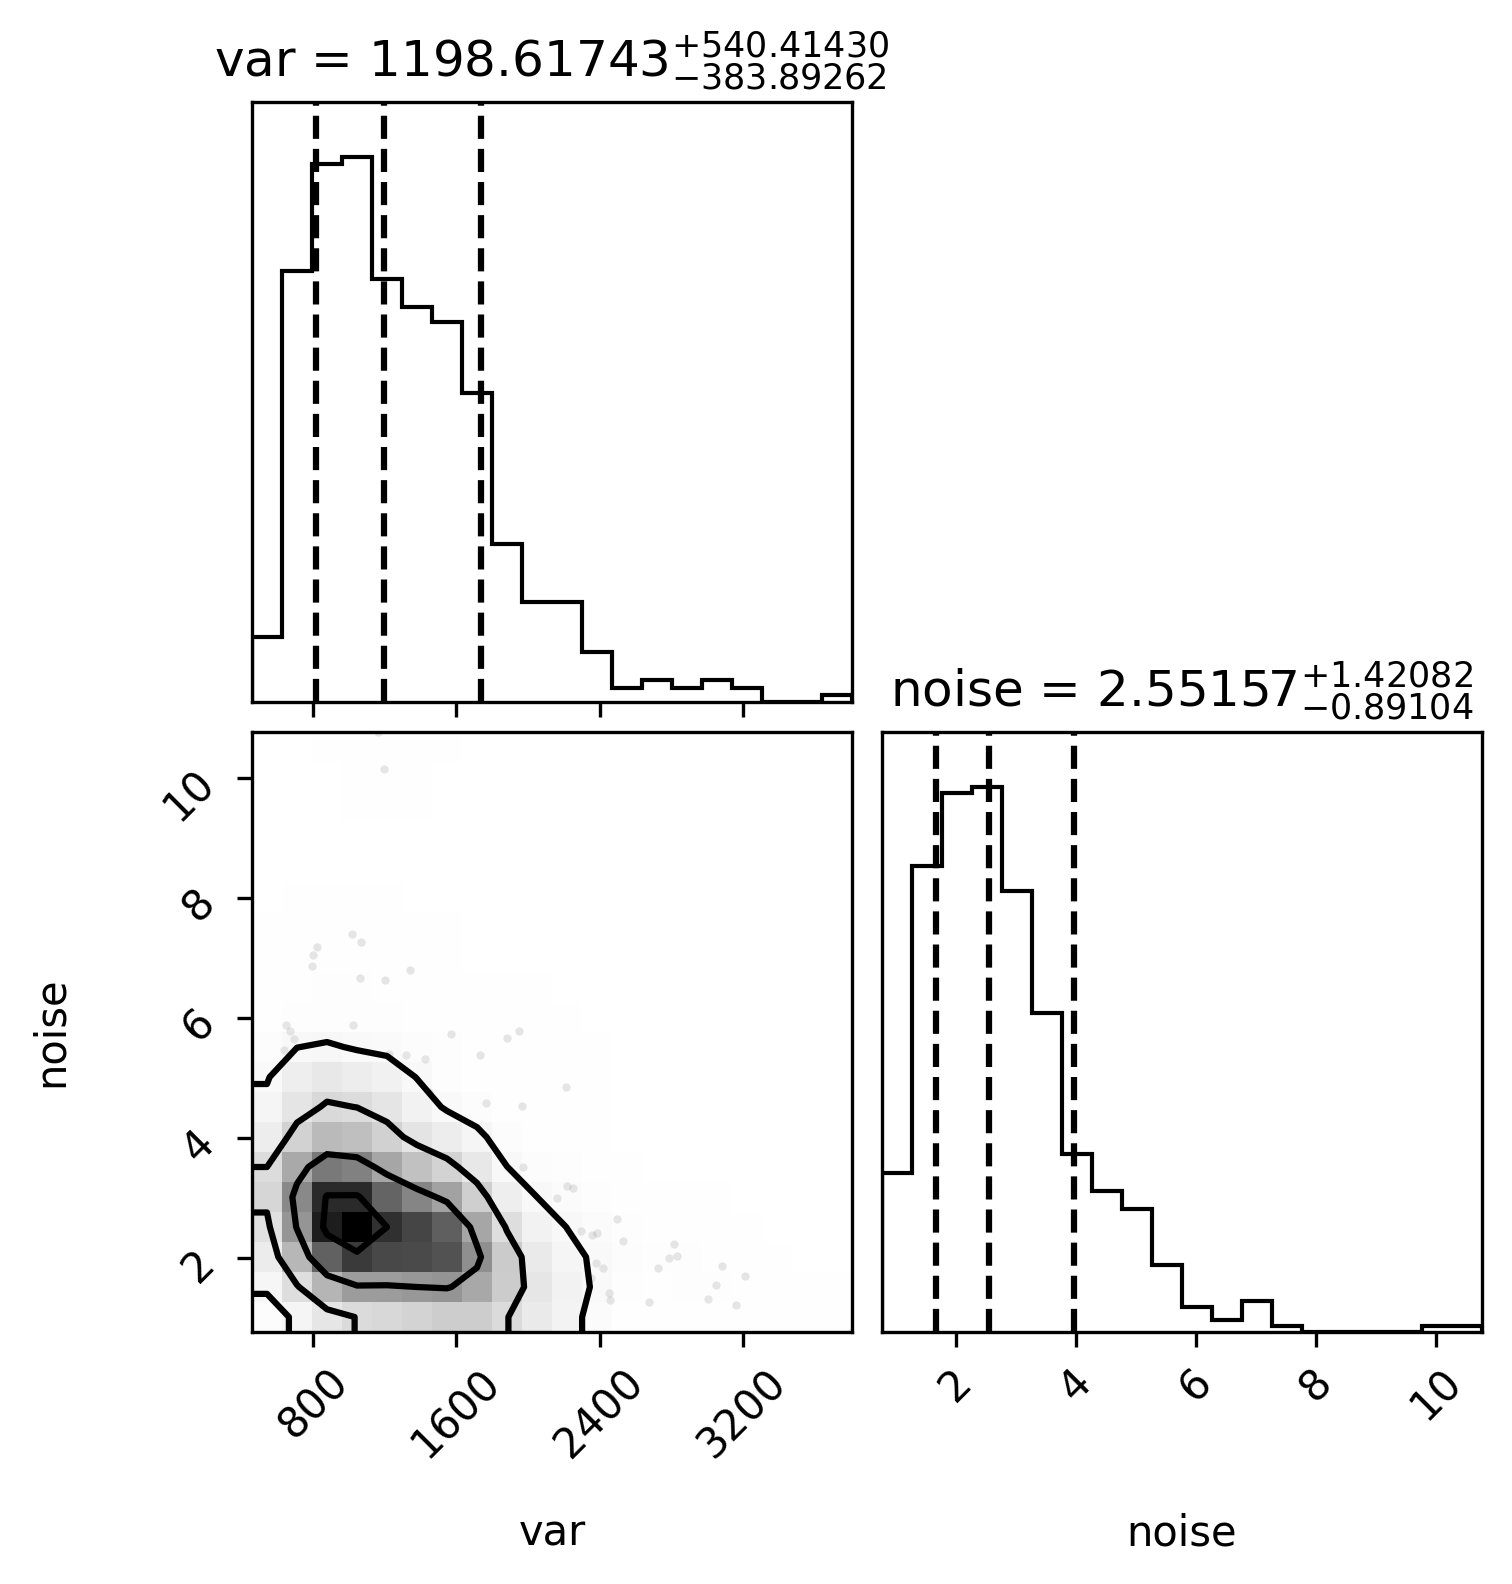 var = 1198.61743+540.41430−383.89262
noise = 2.55157+1.42082−0.89104
10
8
6
4
2
noise
800 1600 2400 3200
2 4 6 8 10
var
noise